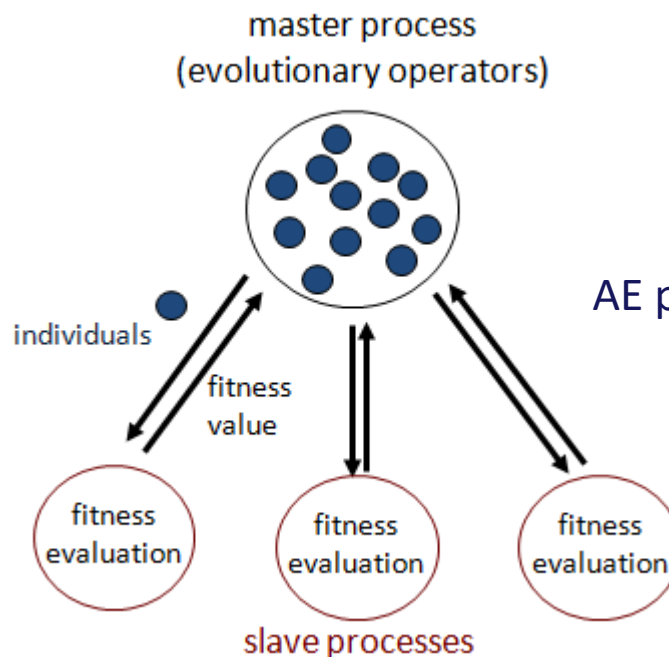 master process
(evolutionary operators)
AE p
individuals
fitness
value
fitness
evaluation
fitness
evaluation
fitness
evaluation
slave processes